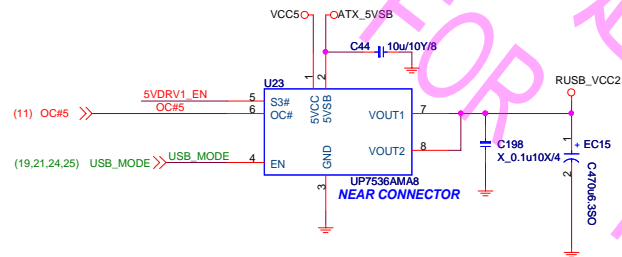 VCC5
ATX_5VSB
C44
10u/10Y/8
RUSB_VCC2
U23
1
2
5VDRV1_EN
5
S3#
5VCC
5VSB
(11) OC#5
OC#5
6
OC#
VOUT1
7
1
+ EC15
C198
X_0.1u10X/4
VOUT2
8
(19,21,24,25) USB_MODE
USB_MODE
4
EN
GND
2
C470u6.3SO
UP7536AMA8
3
NEAR CONNECTOR
FOR